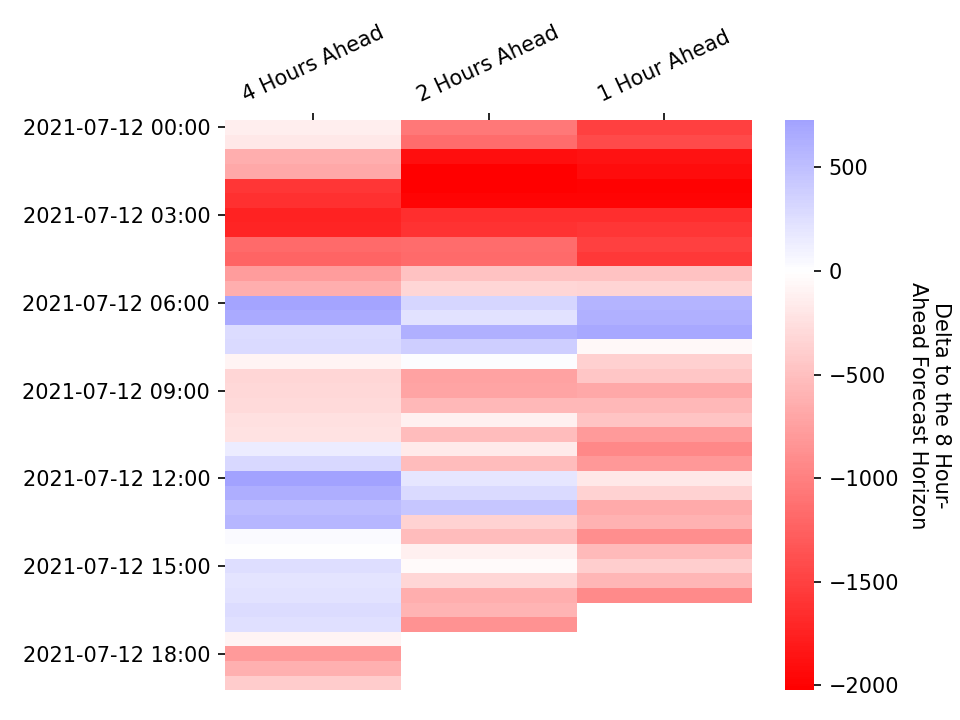 4 Hours Ahead
2 Hours Ahead
1 Hour Ahead
2021-07-12 00:00
2021-07-12 03:00
2021-07-12 06:00
2021-07-12 09:00
2021-07-12 12:00
2021-07-12 15:00
2021-07-12 18:00
500
0
−500
−1000
−1500
−2000
Delta to the 8 Hour-
Ahead Forecast Horizon